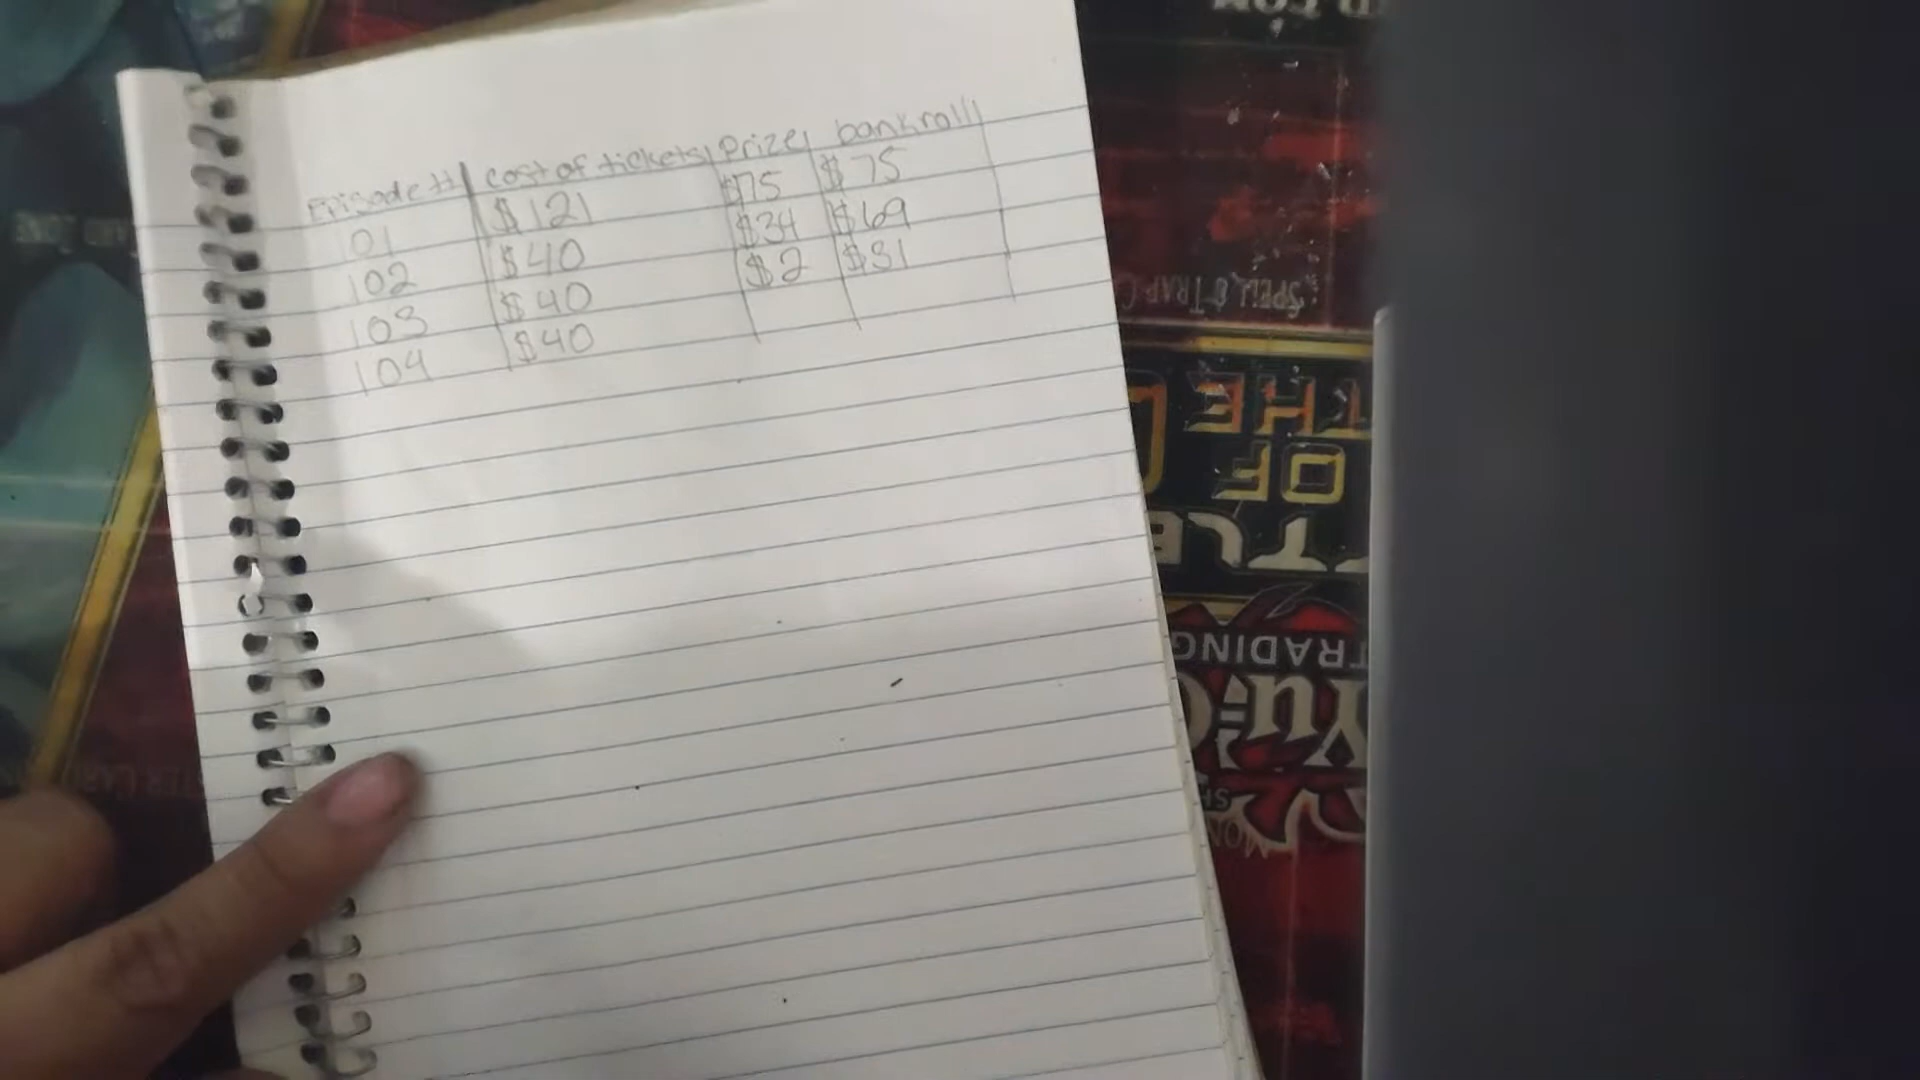 Episode # cost of tickets prize bankroll
101 $121 $75 $75
102 $40 $34 $69
103 $40 $2 $31
104 $40
SPELL & TRAP C
THE
OF
TRADING